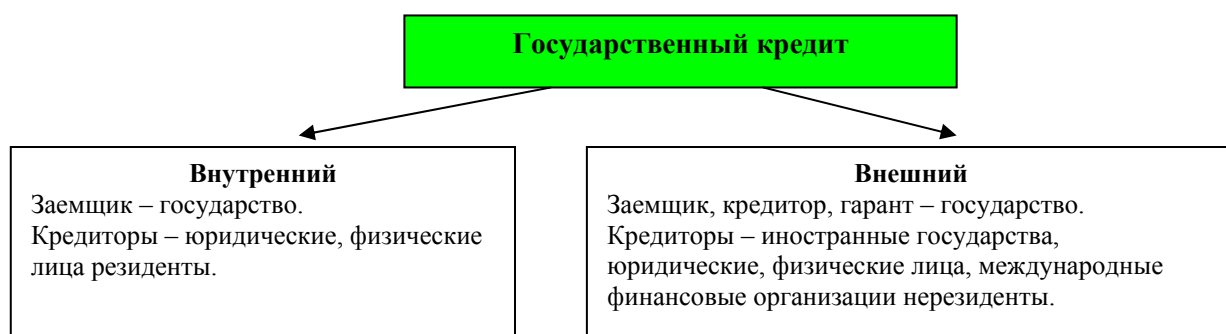 Государственный кредит
Внутренний
Заемщик – государство.
Кредиторы – юридические, физические
лица резиденты.
Внешний
Заемщик, кредитор, гарант – государство.
Кредиторы – иностранные государства,
юридические, физические лица, международные
финансовые организации нерезиденты.